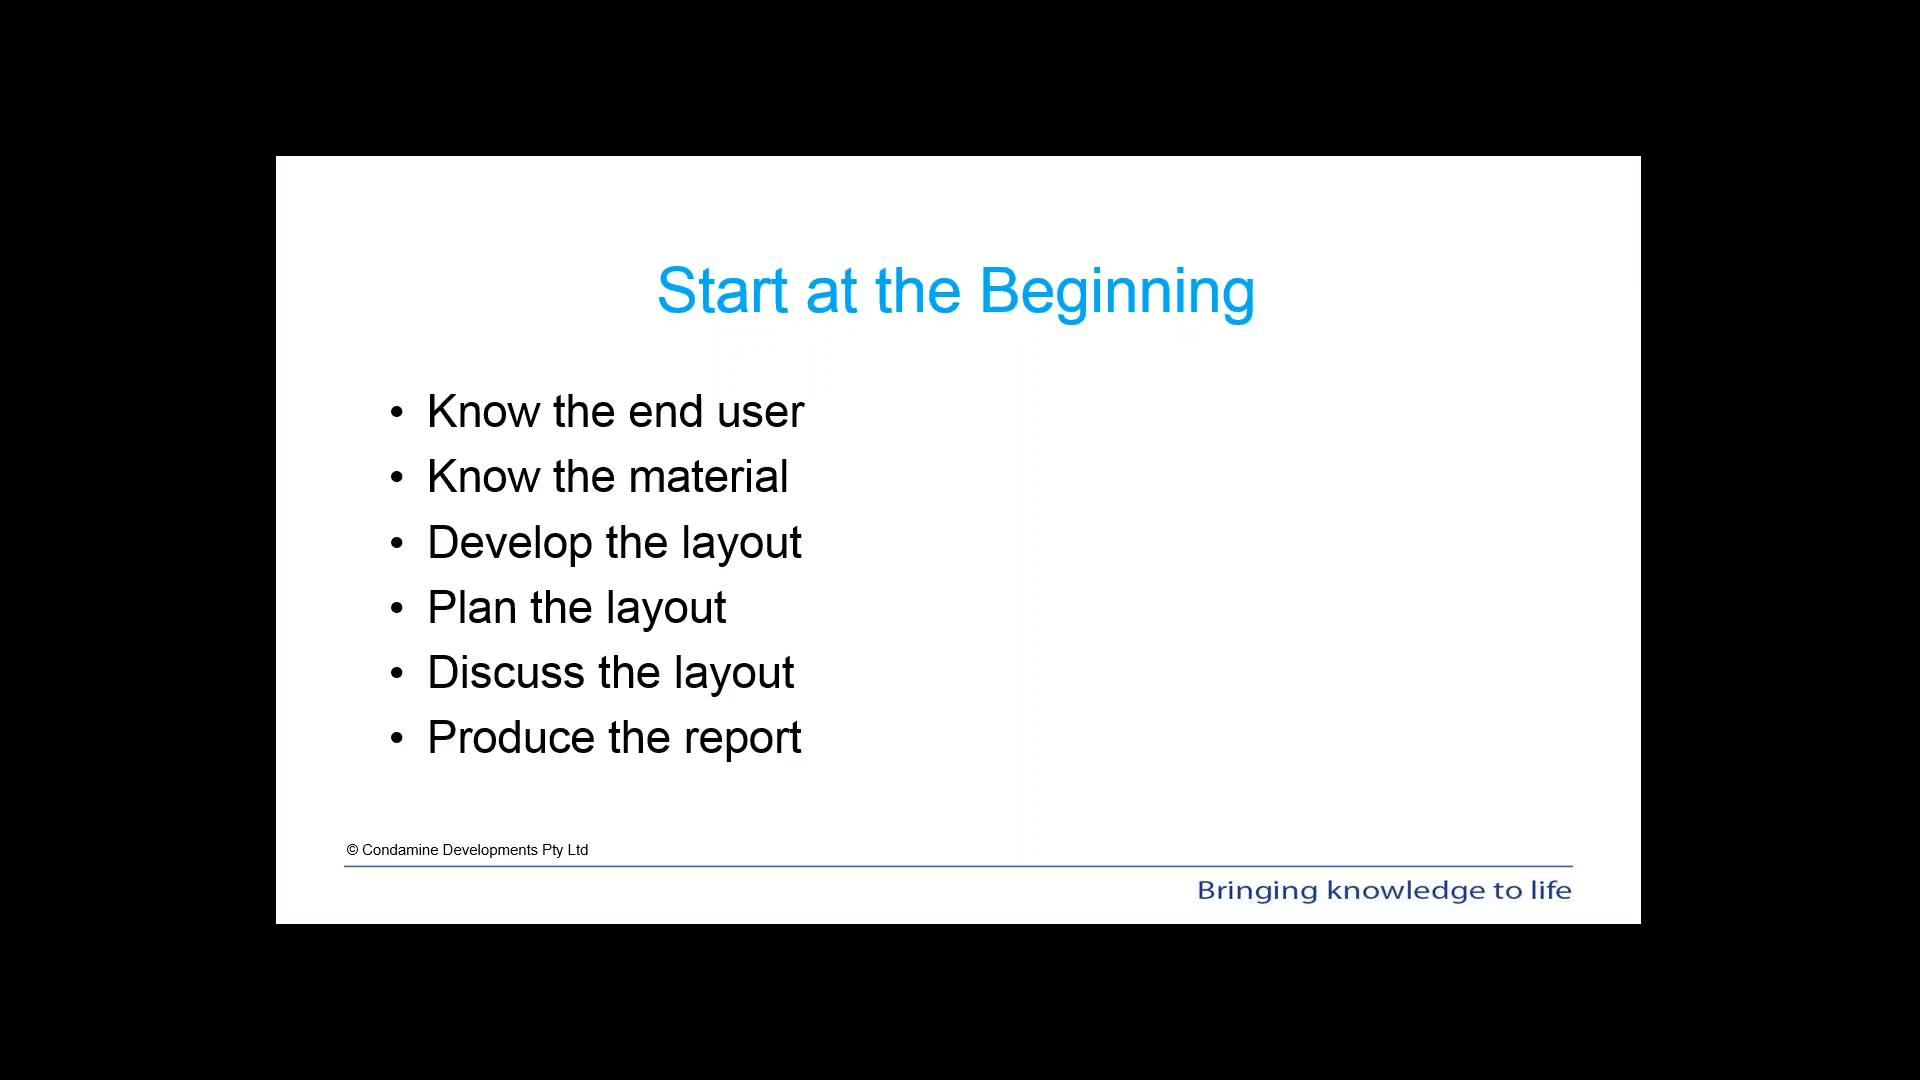 Start at the Beginning
• Know the end user
• Know the material
• Develop the layout
• Plan the layout
• Discuss the layout
• Produce the report
© Condamine Developments Pty Ltd
Bringing knowledge to life